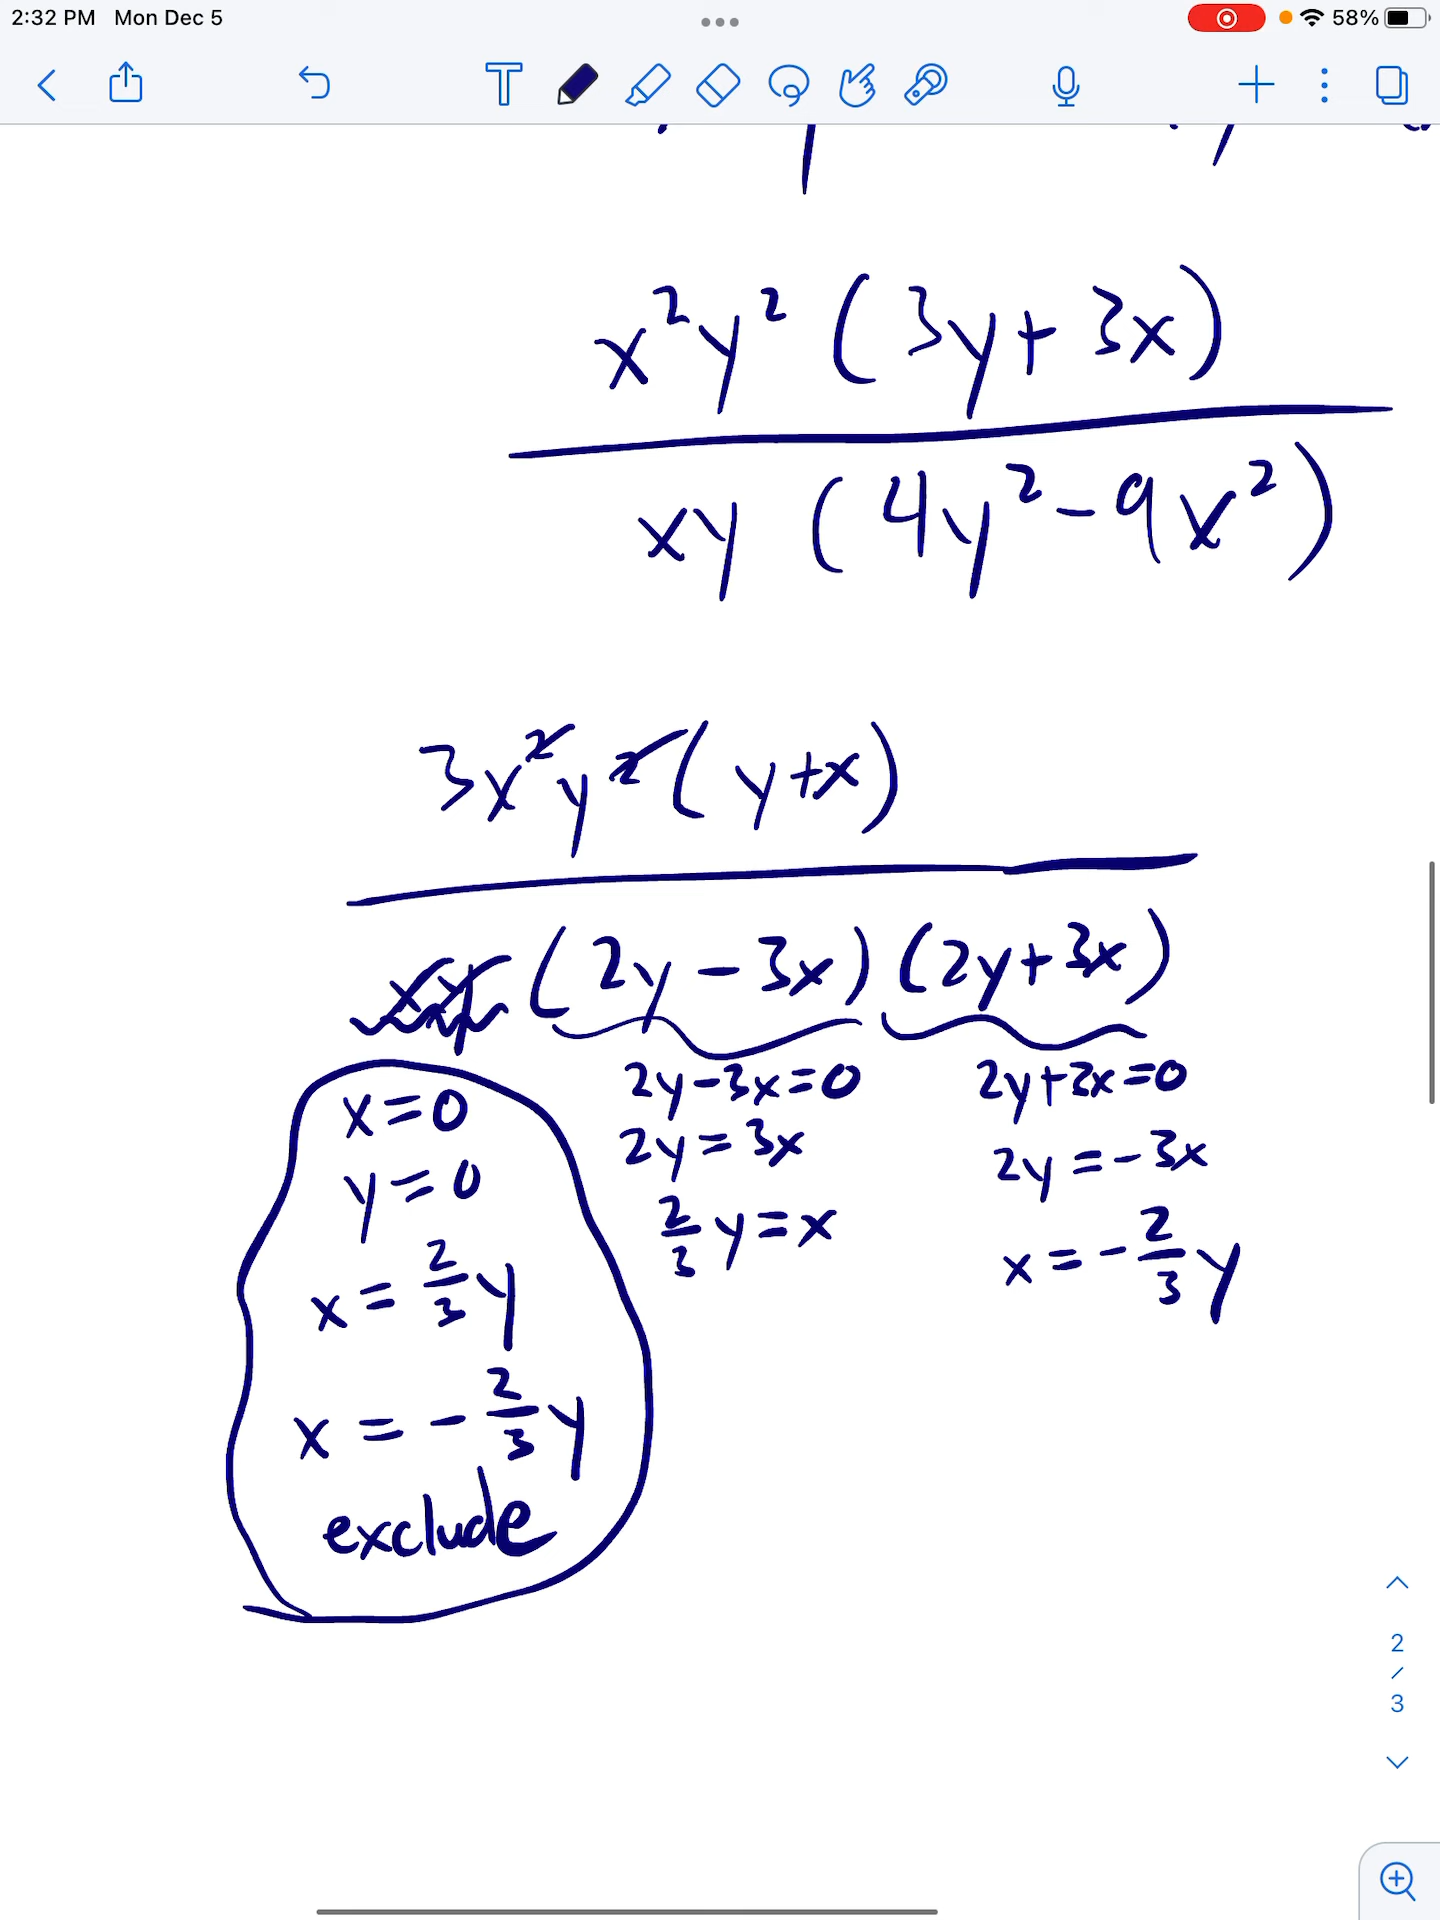 2:32 PM Mon Dec 5
58%
x²y² (3y+3x)
xy (4y²-9x²)
3x²y² (y+x)
xy (2y-3x)(2y+3x)
x=0 2y-3x=0 2y+3x=0
y=0 2y=3x 2y=-3x
x=2/3y 2/3y=x x=-2/3y
x=-2/3y
exclude
2
/
3